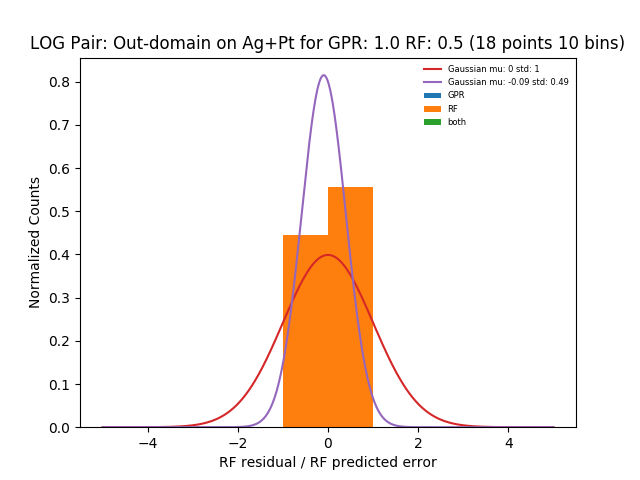 LOG Pair: Out-domain on Ag+Pt for GPR: 1.0 RF: 0.5 (18 points 10 bins)
Gaussian mu: 0 std: 1
Gaussian mu: -0.09 std: 0.49
GPR
RF
both
Normalized Counts
0.8
0.7
0.6
0.5
0.4
0.3
0.2
0.1
0.0
−4 −2 0 2 4
RF residual / RF predicted error